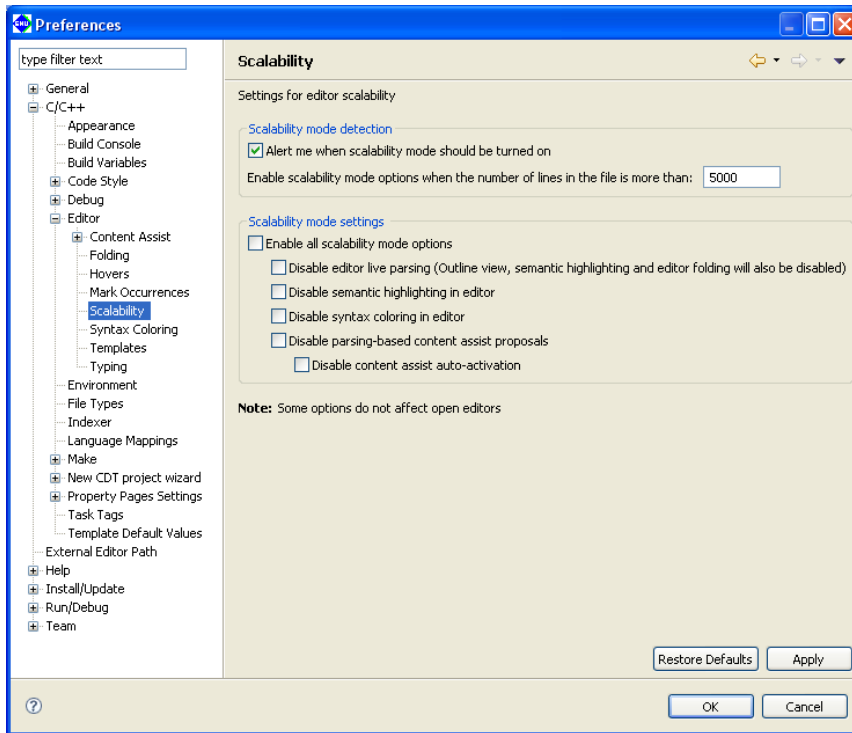 Preferences
type filter text
General
C/C++
Appearance
Build Console
Build Variables
Code Style
Debug
Editor
Content Assist
Folding
Hovers
Mark Occurrences
Scalability
Syntax Coloring
Templates
Typing
Environment
File Types
Indexer
Language Mappings
Make
New CDT project wizard
Property Pages Settings
Task Tags
Template Default Values
External Editor Path
Help
Install/Update
Run/Debug
Team
Scalability
Settings for editor scalability
Scalability mode detection
Alert me when scalability mode should be turned on
Enable scalability mode options when the number of lines in the file is more than: 5000
Scalability mode settings
Enable all scalability mode options
Disable editor live parsing (Outline view, semantic highlighting and editor folding will also be disabled)
Disable semantic highlighting in editor
Disable syntax coloring in editor
Disable parsing-based content assist proposals
Disable content assist auto-activation
Note: Some options do not affect open editors
Restore Defaults Apply
OK Cancel